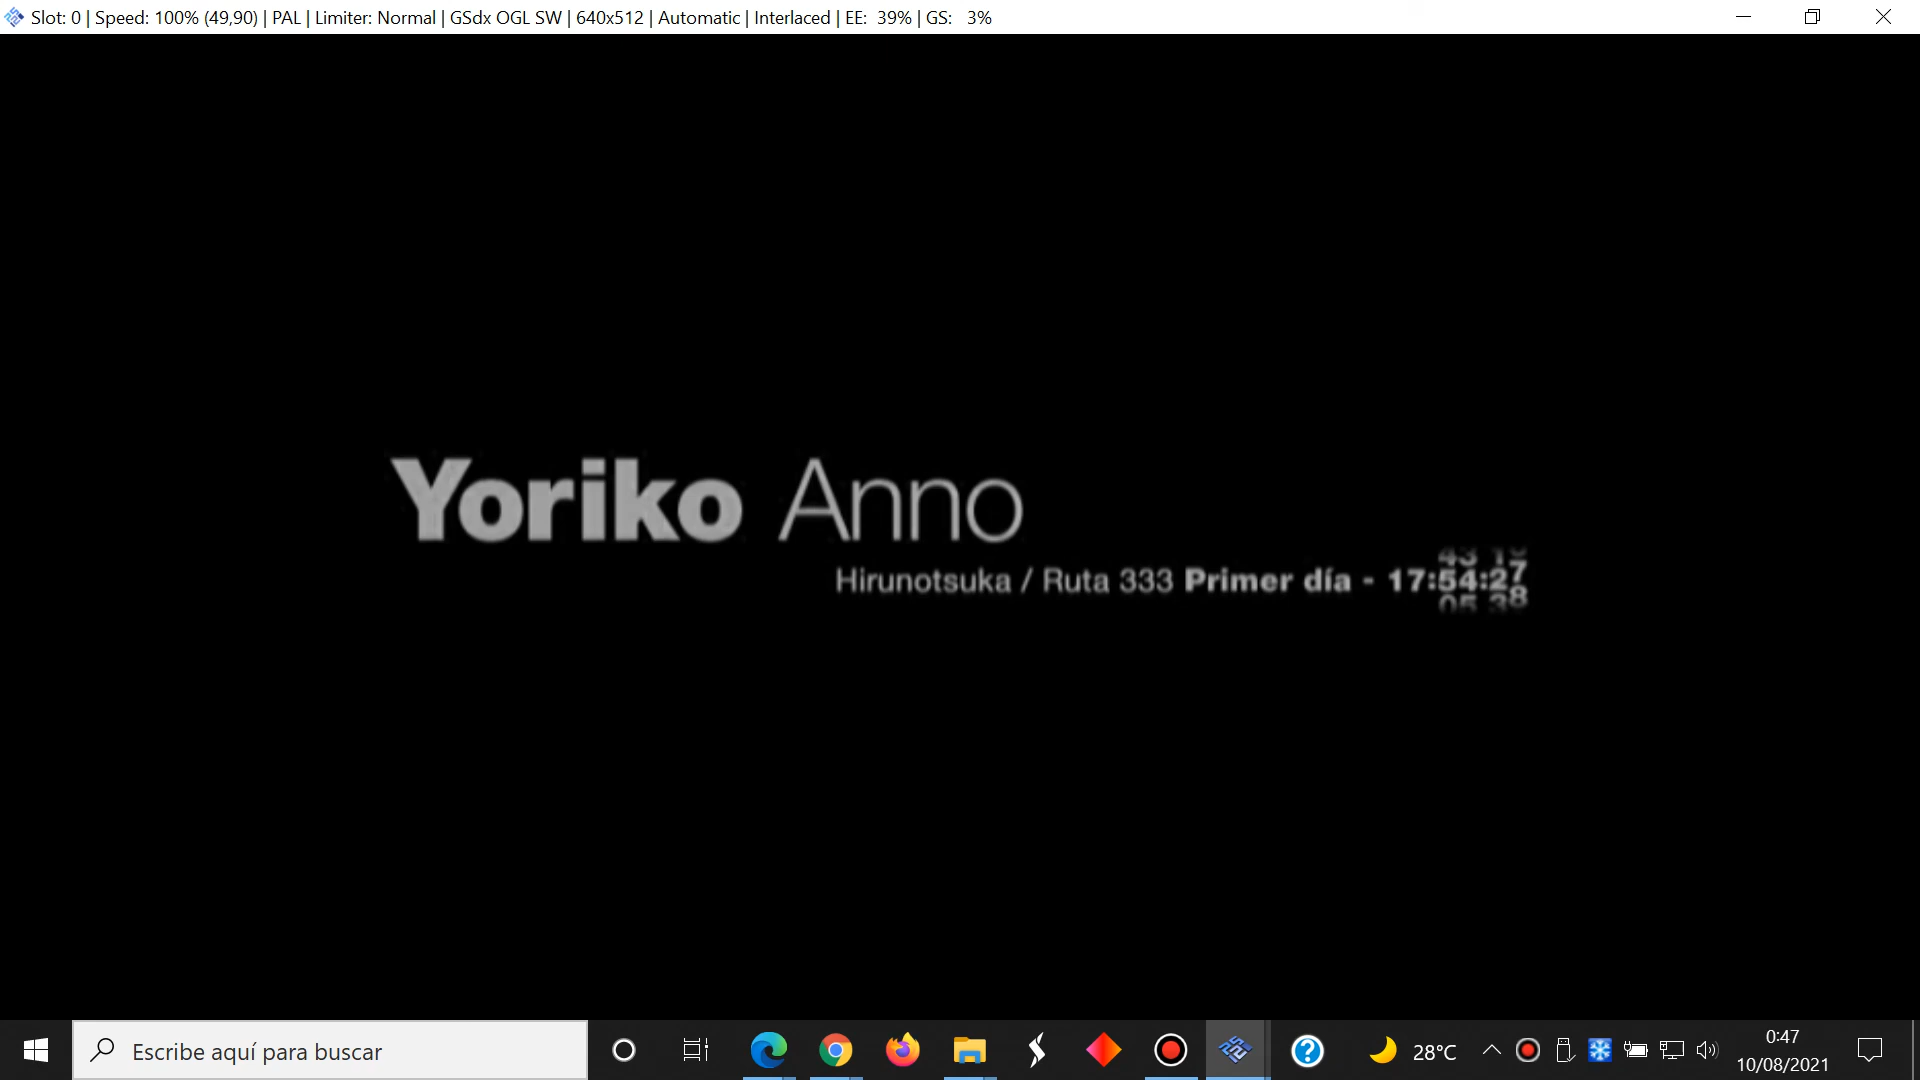 Slot: 0 | Speed: 100% (49,90) | PAL | Limiter: Normal | GSdx OGL SW | 640x512 | Automatic | Interlaced | EE: 39% | GS: 3%
Yoriko Anno
Hirunotsuka / Ruta 333 Primer día - 17:54:27
Escribe aquí para buscar
28°C
0:47
10/08/2021